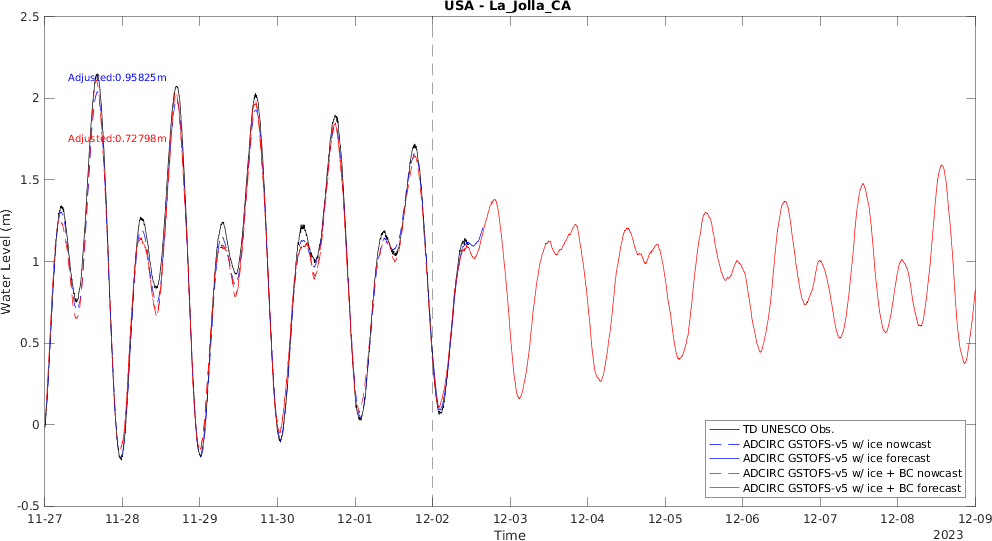 USA - La_Jolla_CA
Water Level (m)
2.5
2
1.5
1
0.5
0
-0.5
Adjusted:0.95825m
Adjusted:0.72798m
TD UNESCO Obs.
ADCIRC GSTOFS-v5 w/ ice nowcast
ADCIRC GSTOFS-v5 w/ ice forecast
ADCIRC GSTOFS-v5 w/ ice + BC nowcast
ADCIRC GSTOFS-v5 w/ ice + BC forecast
11-27 11-28 11-29 11-30 12-01 12-02 12-03 12-04 12-05 12-06 12-07 12-08 12-09
Time
2023